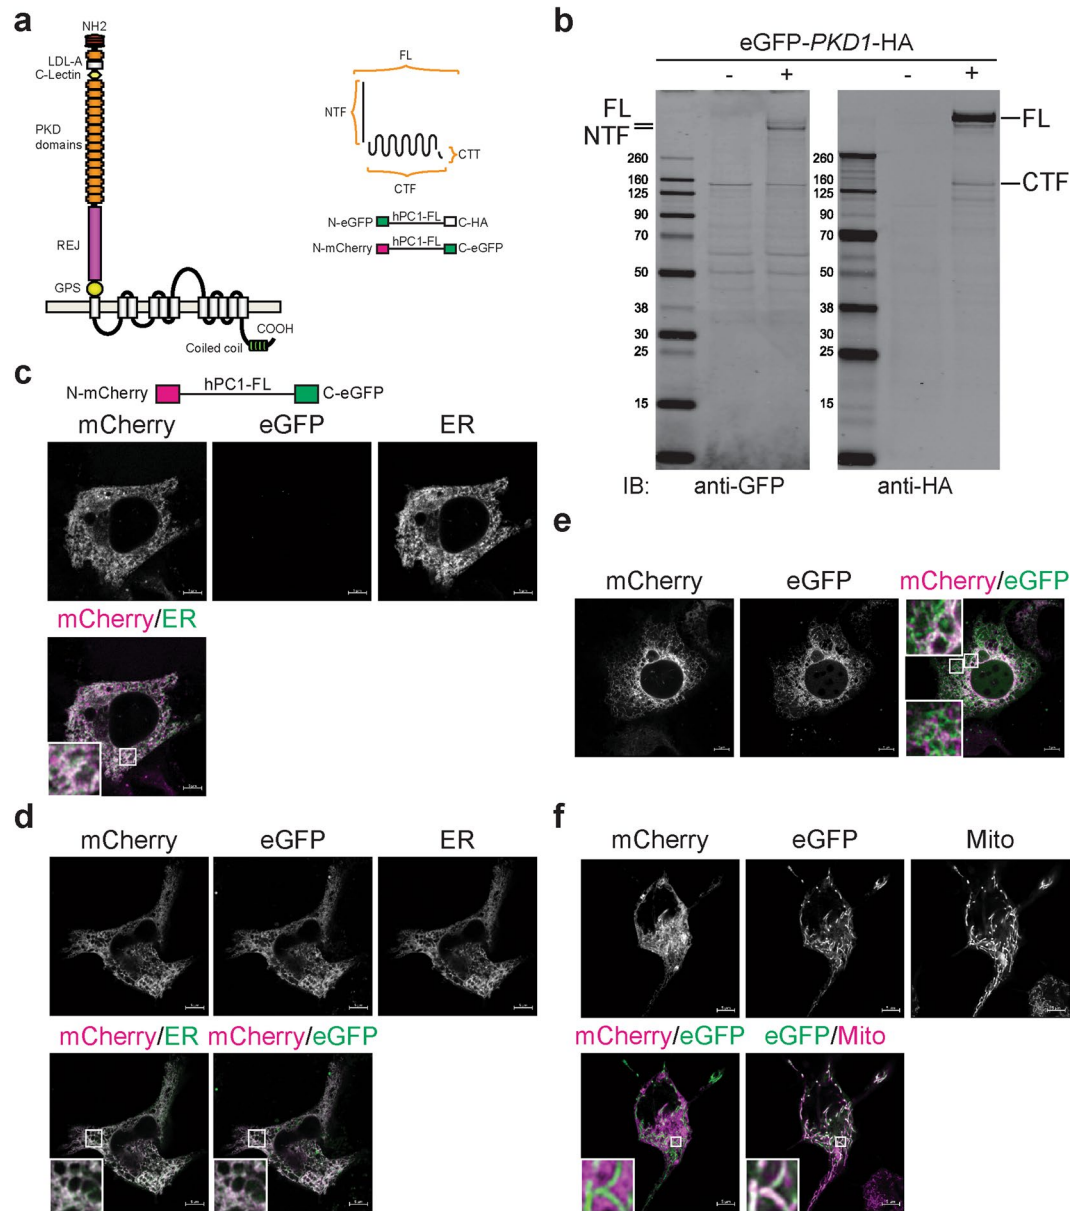 a
NH2
LDL-A
C-Lectin
PKD
domains
REJ
GPS
COOH
Coiled coil
FL
NTF
CTT
CTF
N-eGFP hPC1-FL C-HA
N-mCherry hPC1-FL C-eGFP
b
eGFP-PKD1-HA
- + - +
FL
NTF
260
160
125
90
70
50
38
30
25
15
260
160
125
90
70
50
38
30
25
15
FL
CTF
IB: anti-GFP anti-HA
c
N-mCherry hPC1-FL C-eGFP
mCherry eGFP ER
mCherry/ER
d
mCherry eGFP ER
mCherry/ER mCherry/eGFP
e
mCherry eGFP mCherry/eGFP
f
mCherry eGFP Mito
mCherry/eGFP eGFP/Mito